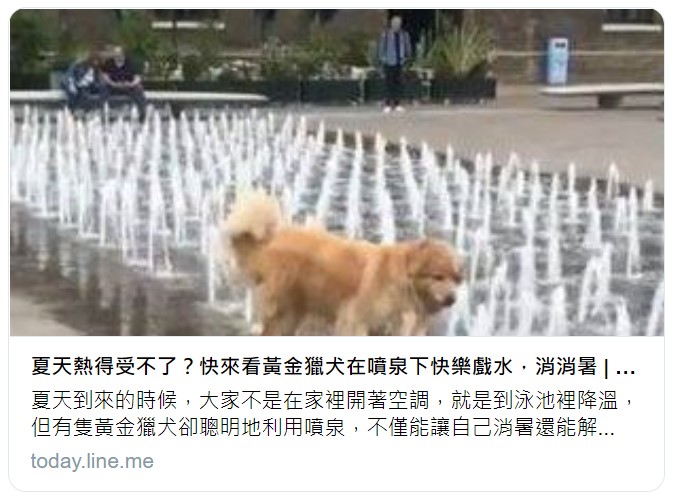 夏天熱得受不了？快來看黃金獵犬在噴泉下快樂戲水，消消暑 | ...
夏天到來的時候，大家不是在家裡開著空調，就是到泳池裡降溫，
但有隻黃金獵犬卻聰明地利用噴泉，不僅能讓自己消暑還能解...
today.line.me